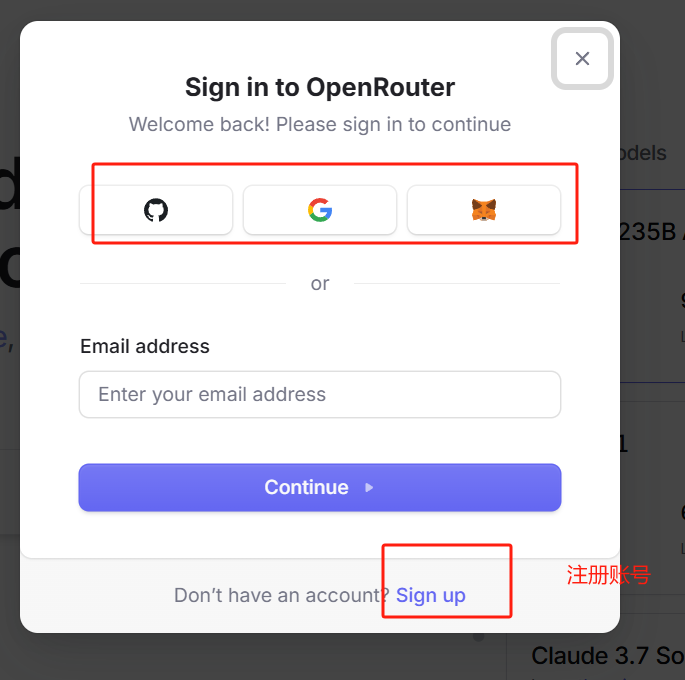 Sign in to OpenRouter
Welcome back! Please sign in to continue
odels
235B
or
Email address
Enter your email address
Continue
注册账号
Don't have an account? Sign up
Claude 3.7 So